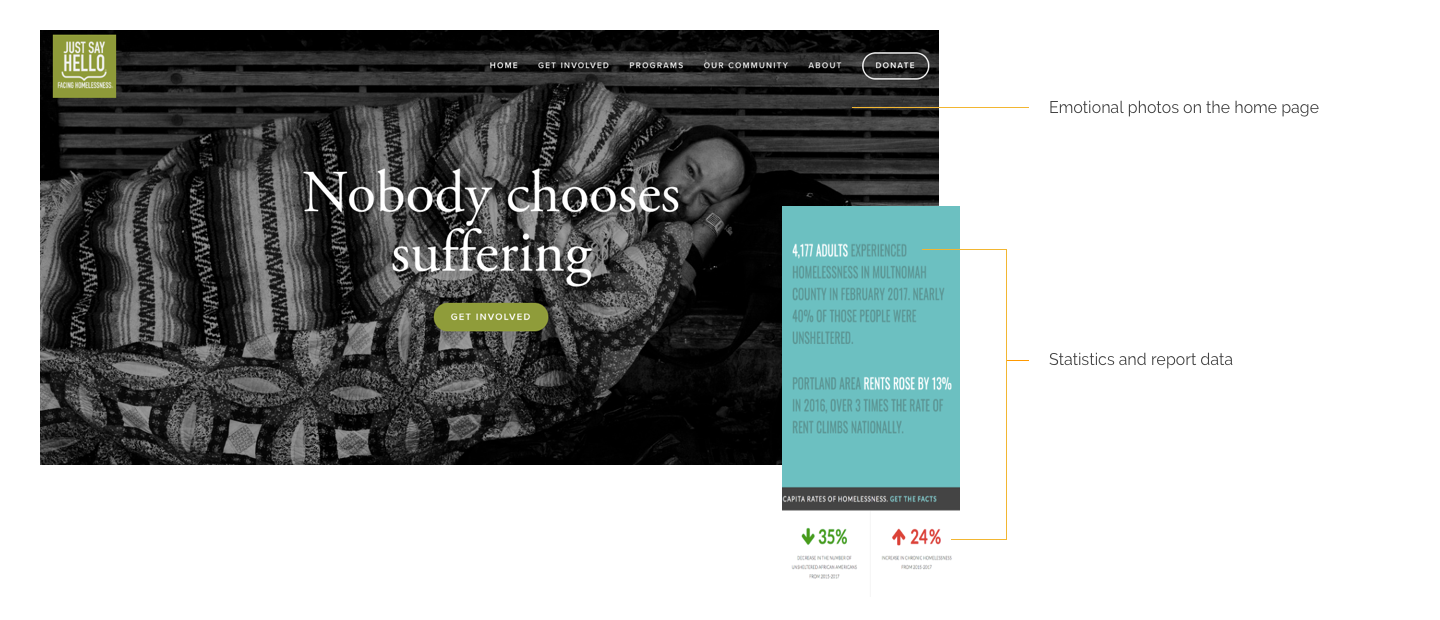 JUST SAY
HELLO
FACING HOMELESSNESS
HOME GET INVOLVED PROGRAMS OUR COMMUNITY ABOUT DONATE
Emotional photos on the home page
Nobody chooses
suffering
GET INVOLVED
4,177 ADULTS EXPERIENCED
HOMELESSNESS IN MULTNOMAH
COUNTY IN FEBRUARY 2017. NEARLY
40% OF THOSE PEOPLE WERE
UNSHELTERED.
PORTLAND AREA RENTS ROSE BY 13%
IN 2016, OVER 3 TIMES THE RATE OF
RENT CLIMBS NATIONALLY.
Statistics and report data
CAPITA RATES OF HOMELESSNESS. GET THE FACTS
35%
DECREASE IN THE NUMBER OF
UNSHELTERED AFRICAN AMERICANS
FROM 2015-2017
24%
INCREASE IN CHRONIC HOMELESSNESS
FROM 2015-2017